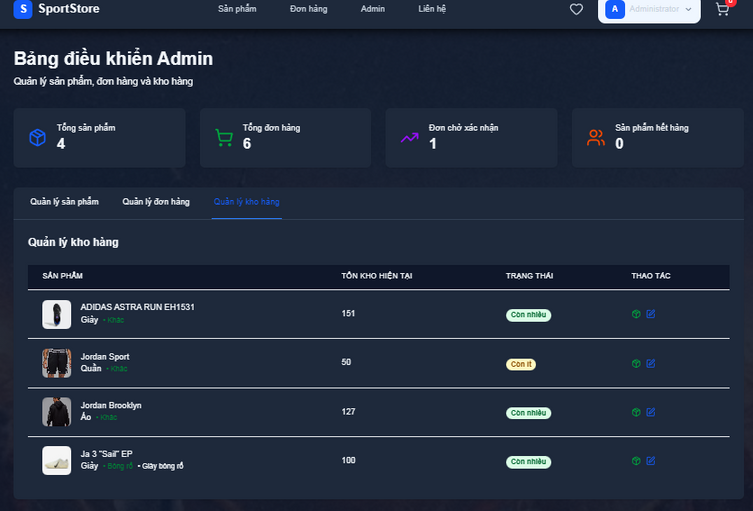 S SportStore
Sản phẩm Đơn hàng Admin Liên hệ
A Administrator
Bảng điều khiển Admin
Quản lý sản phẩm, đơn hàng và kho hàng
Tổng sản phẩm
4
Tổng đơn hàng
6
Đơn chờ xác nhận
1
Sản phẩm hết hàng
0
Quản lý sản phẩm Quản lý đơn hàng Quản lý kho hàng
Quản lý kho hàng
SẢN PHẨM TỒN KHO HIỆN TẠI TRẠNG THÁI THAO TÁC
ADIDAS ASTRA RUN EH1531
Giày • Khác
151 Còn nhiều
Jordan Sport
Quần • Khác
50 Còn ít
Jordan Brooklyn
Áo • Khác
127 Còn nhiều
Ja 3 "Sail" EP
Giày • Bóng rổ • Giày bóng rổ
100 Còn nhiều